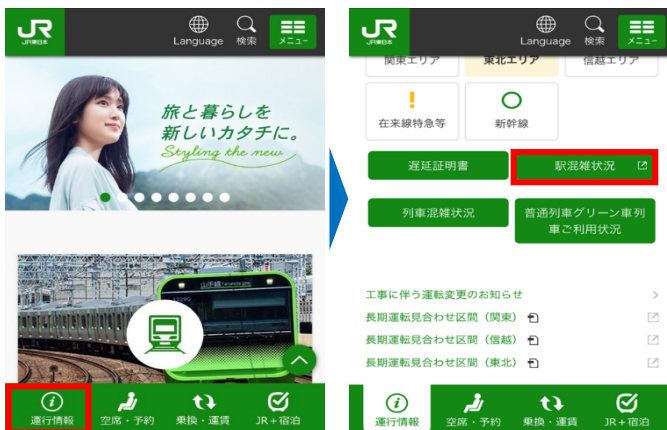 JR
JR東日本
Language
検索
メニュー
旅と暮らしを
新しいカタチに。
Styling the new
山手線
運行情報
空席・予約
乗換・運賃
JR+宿泊
JR
JR東日本
Language
検索
メニュー
関東エリア
東北エリア
信越エリア
在来線特急等
新幹線
遅延証明書
駅混雑状況
列車混雑状況
普通列車グリーン車列
車ご利用状況
工事に伴う運転変更のお知らせ
長期運転見合わせ区間（関東）
長期運転見合わせ区間（信越）
長期運転見合わせ区間（東北）
運行情報
空席・予約
乗換・運賃
JR+宿泊